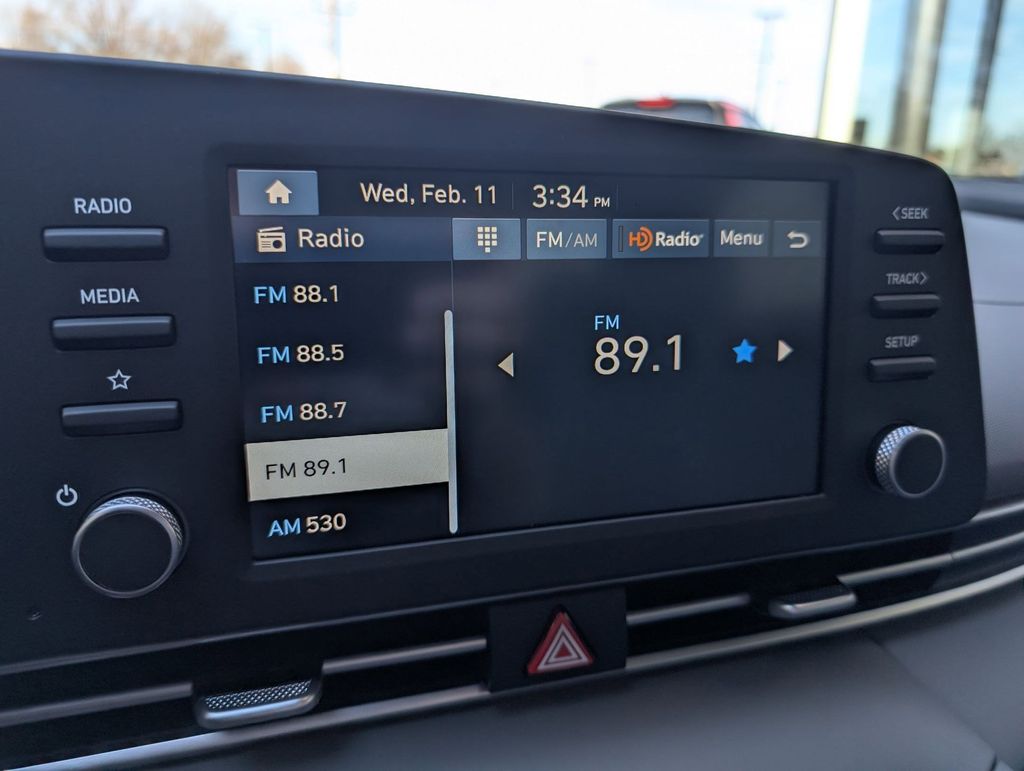 RADIO
MEDIA
Wed, Feb. 11 3:34 PM
Radio
FM/AM HD Radio Menu
FM 88.1
FM 88.5
FM 88.7
FM 89.1
AM 530
FM
89.1
<SEEK
TRACK>
SETUP